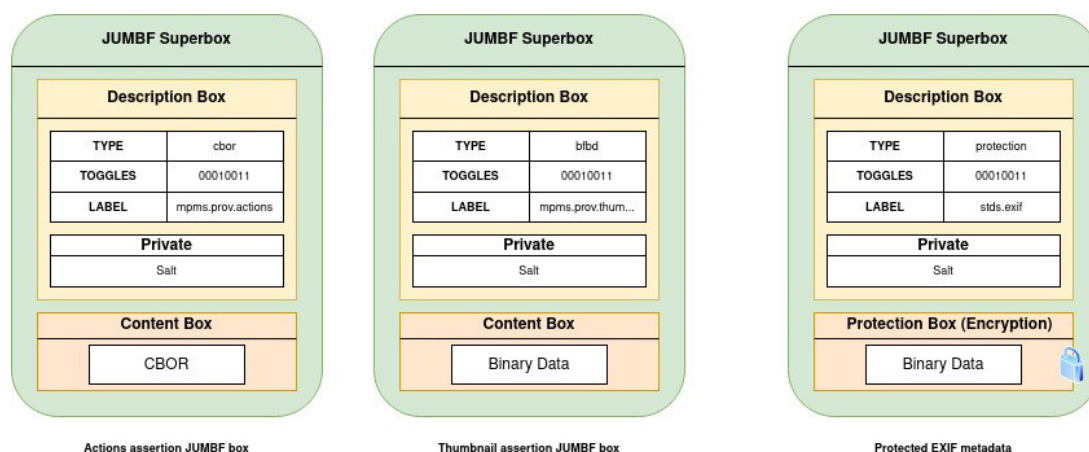 JUMBF Superbox
Description Box
TYPE cbor
TOGGLES 00010011
LABEL mpms.prov.actions
Private
Salt
Content Box
CBOR
Actions assertion JUMBF box
JUMBF Superbox
Description Box
TYPE bfbd
TOGGLES 00010011
LABEL mpms.prov.thum...
Private
Salt
Content Box
Binary Data
Thumbnail assertion JUMBF box
JUMBF Superbox
Description Box
TYPE protection
TOGGLES 00010011
LABEL stds.exif
Private
Salt
Protection Box (Encryption)
Binary Data
Protected EXIF metadata